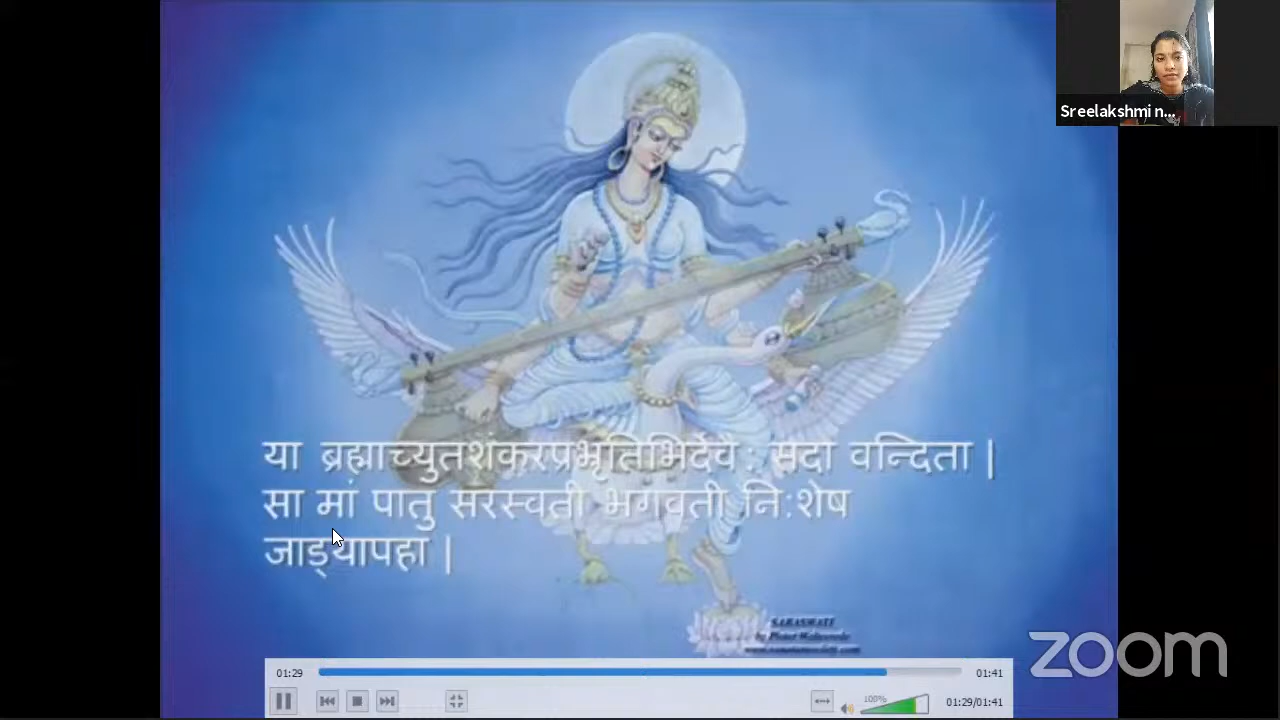 Sreelakshmi n...
या ब्रह्माच्युतशंकरप्रभृतिभिर्देवै: सदा वन्दिता |
सा मां पातु सरस्वती भगवती नि:शेष
जाड्यापहा |
SARASWATI
zoom
01:29
01:41
100%
01:29/01:41